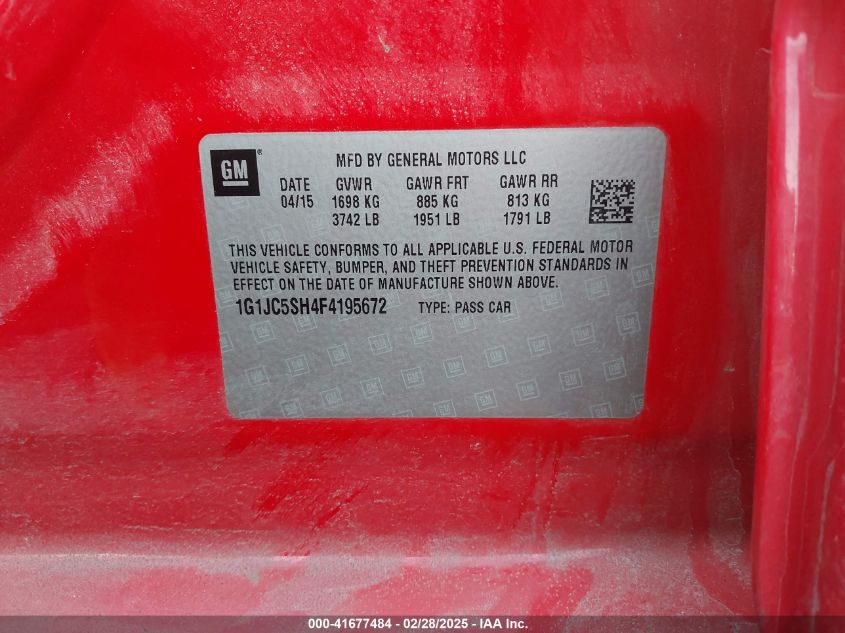 GM ® MFD BY GENERAL MOTORS LLC
DATE GVWR GAWR FRT GAWR RR
04/15 1698 KG 885 KG 813 KG
3742 LB 1951 LB 1791 LB
THIS VEHICLE CONFORMS TO ALL APPLICABLE U.S. FEDERAL MOTOR
VEHICLE SAFETY, BUMPER, AND THEFT PREVENTION STANDARDS IN
EFFECT ON THE DATE OF MANUFACTURE SHOWN ABOVE.
1G1JC5SH4F4195672 TYPE: PASS CAR
000-41677484 - 02/28/2025 - IAA Inc.